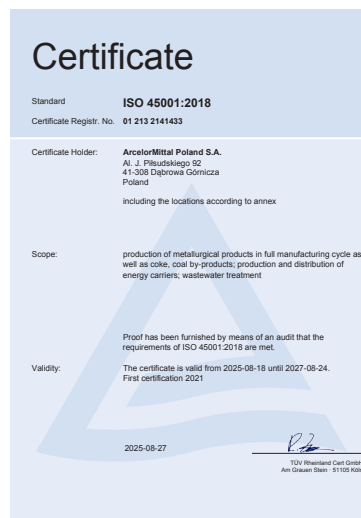 Certificate
Standard ISO 45001:2018
Certificate Registr. No. 01 213 2141433
Certificate Holder: ArcelorMittal Poland S.A.
Al. J. Piłsudskiego 92
41-308 Dąbrowa Górnicza
Poland
including the locations according to annex
Scope: production of metallurgical products in full manufacturing cycle as
well as coke, coal by-products; production and distribution of
energy carriers; wastewater treatment
Proof has been furnished by means of an audit that the
requirements of ISO 45001:2018 are met.
Validity: The certificate is valid from 2025-08-18 until 2027-08-24.
First certification 2021
2025-08-27
TÜV Rheinland Cert GmbH
Am Grauen Stein · 51105 Köln